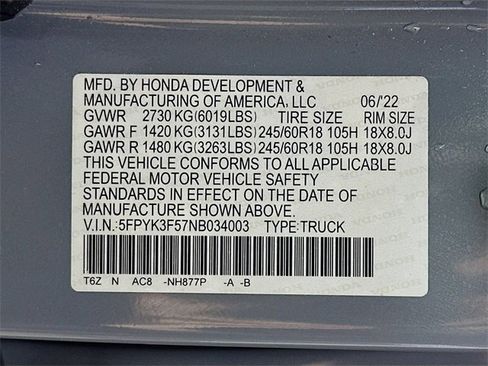 MFD. BY HONDA DEVELOPMENT &
MANUFACTURING OF AMERICA, LLC 06/'22
GVWR 2730 KG(6019LBS) TIRE SIZE RIM SIZE
GAWR F 1420 KG(3131LBS) 245/60R18 105H 18X8.0J
GAWR R 1480 KG(3263LBS) 245/60R18 105H 18X8.0J
THIS VEHICLE CONFORMS TO ALL APPLICABLE
FEDERAL MOTOR VEHICLE SAFETY
STANDARDS IN EFFECT ON THE DATE OF
MANUFACTURE SHOWN ABOVE.
V.I.N.:5FPYK3F57NB034003 TYPE:TRUCK
T6Z N AC8 -NH877P -A -B